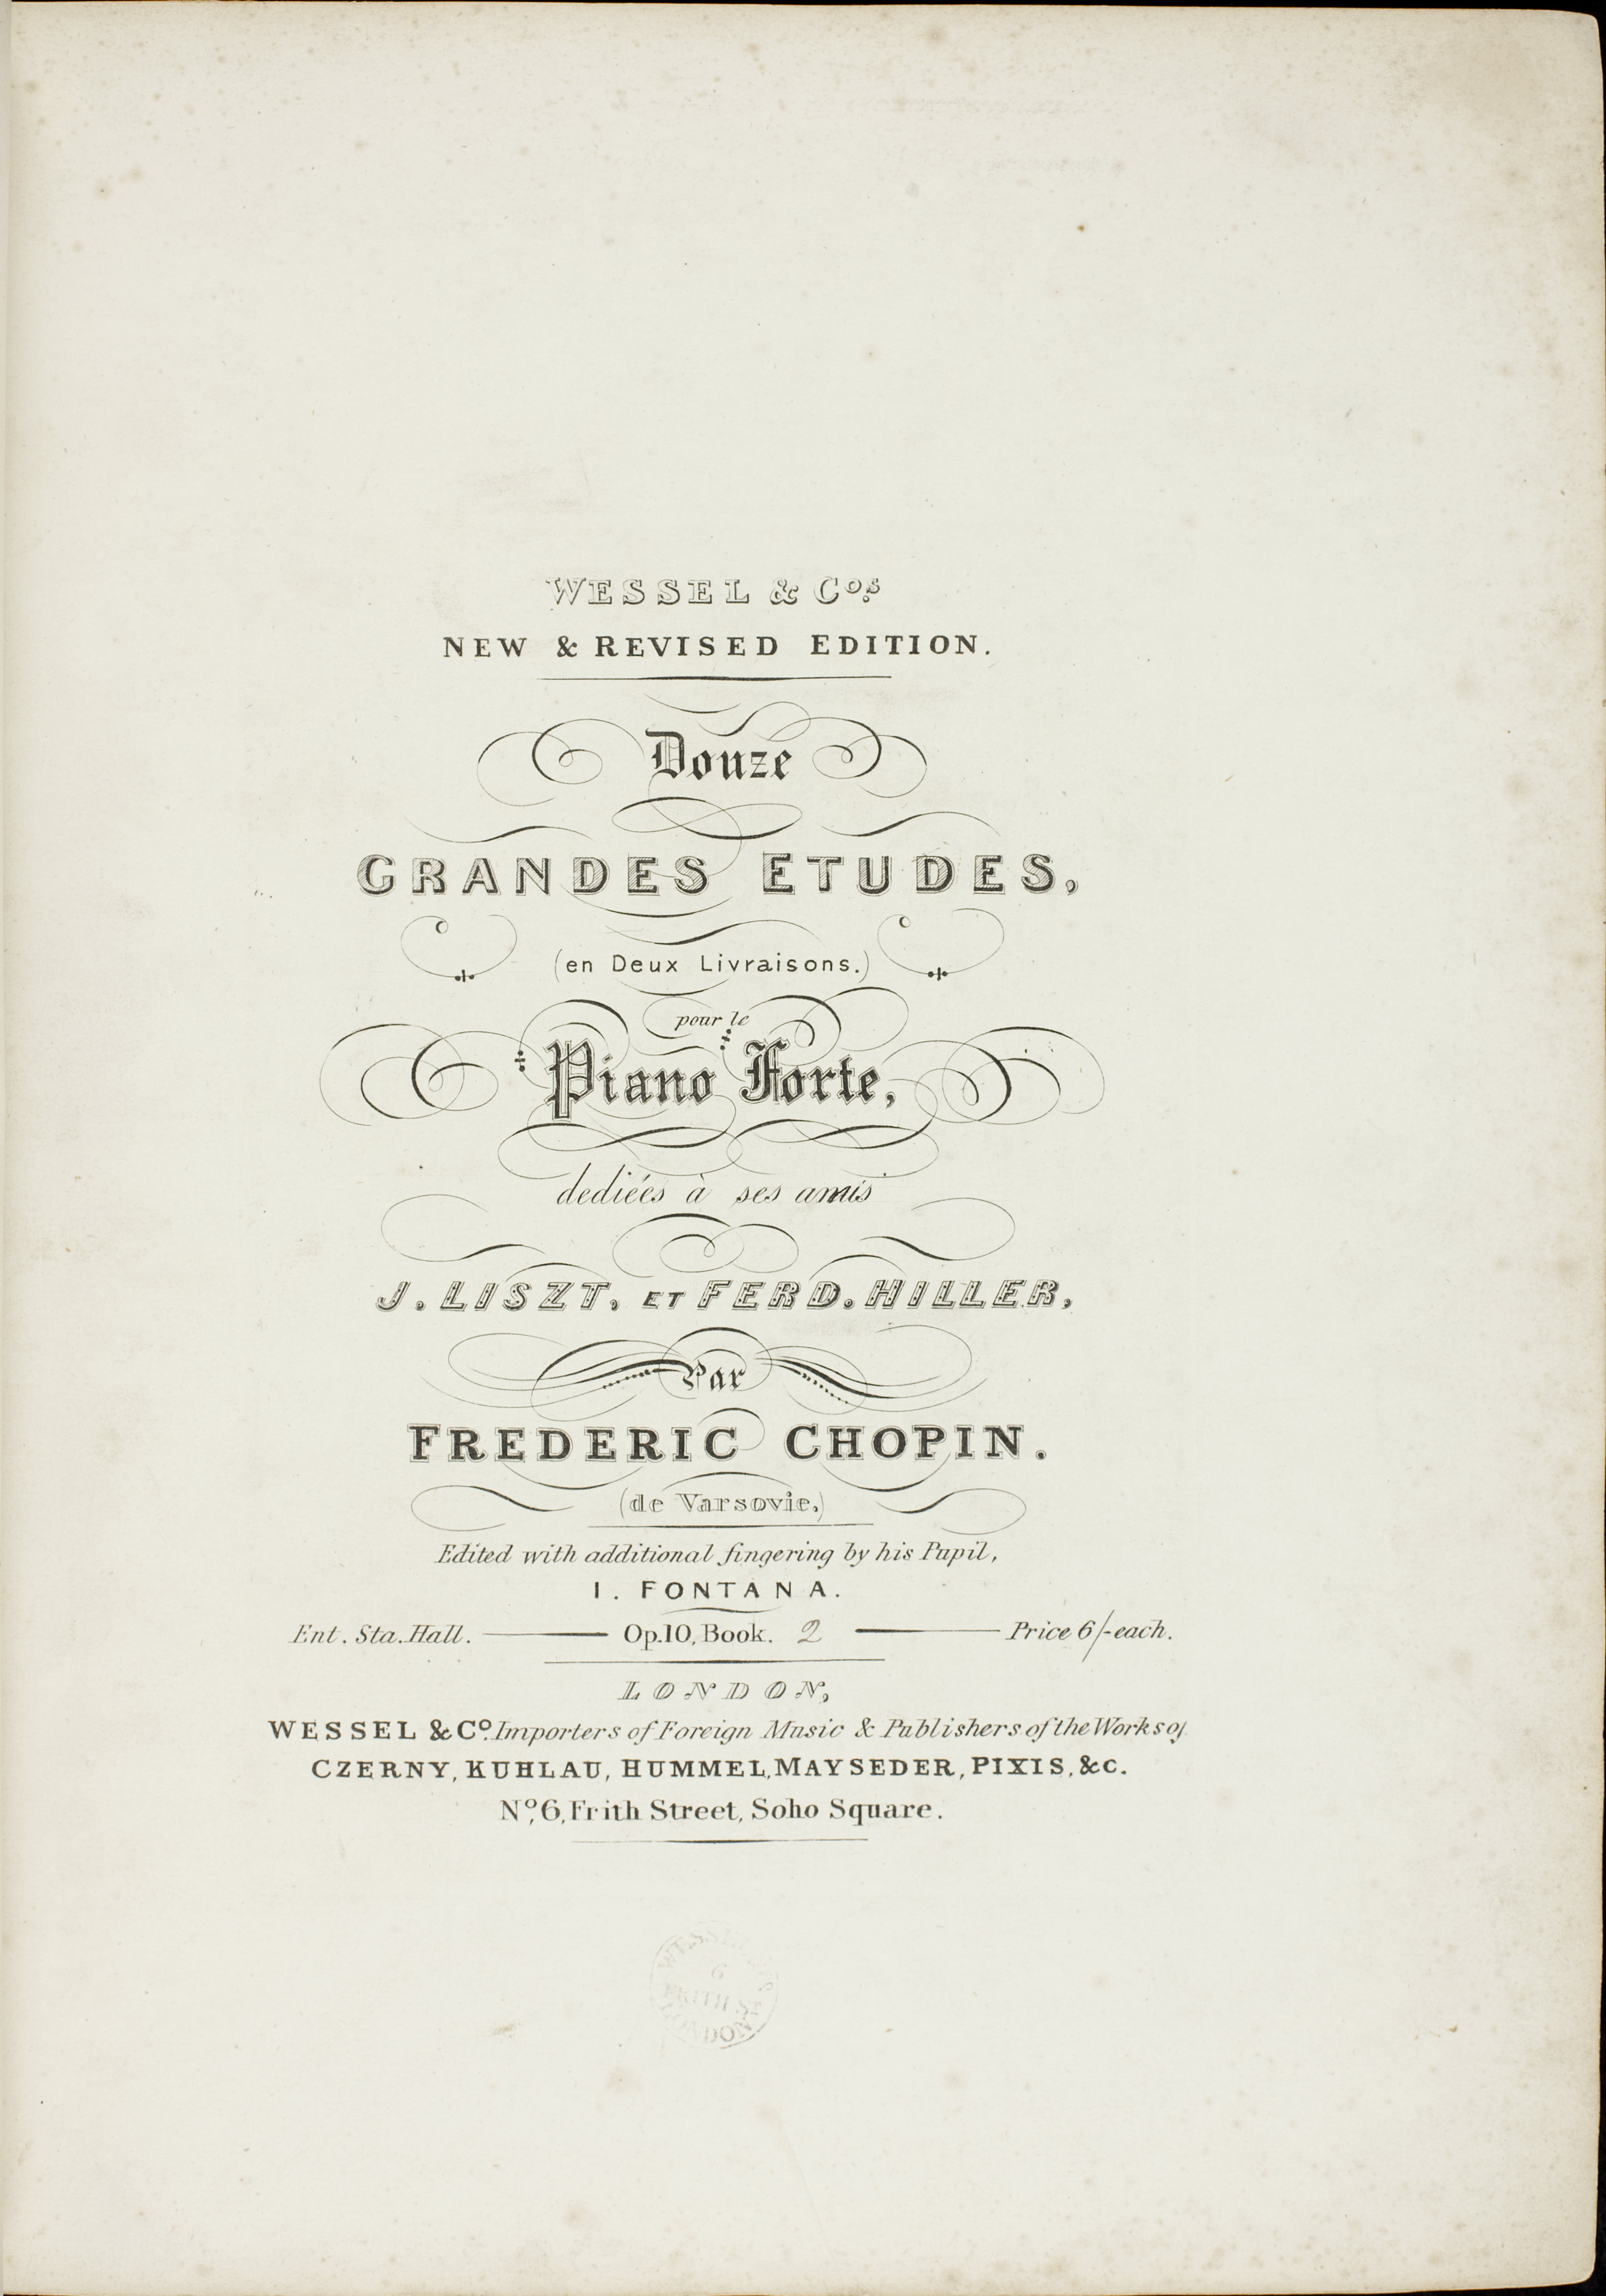 WESSEL & Cos.
NEW & REVISED EDITION.
Douze
GRANDES ETUDES,
(en Deux Livraisons.)
pour le
Piano Forte,
dediées à ses amis
J. LISZT, ET FERD. HILLER,
Par
FREDERIC CHOPIN.
(de Varsovie,)
Edited with additional fingering by his Pupil,
I. FONTANA.
Ent. Sta. Hall. Op. 10, Book. 2 Price 6/- each.
LONDON,
WESSEL & Co. Importers of Foreign Music & Publishers of the Works of
CZERNY, KUHLAU, HUMMEL, MAYSEDER, PIXIS, &c.
No. 6, Frith Street, Soho Square.